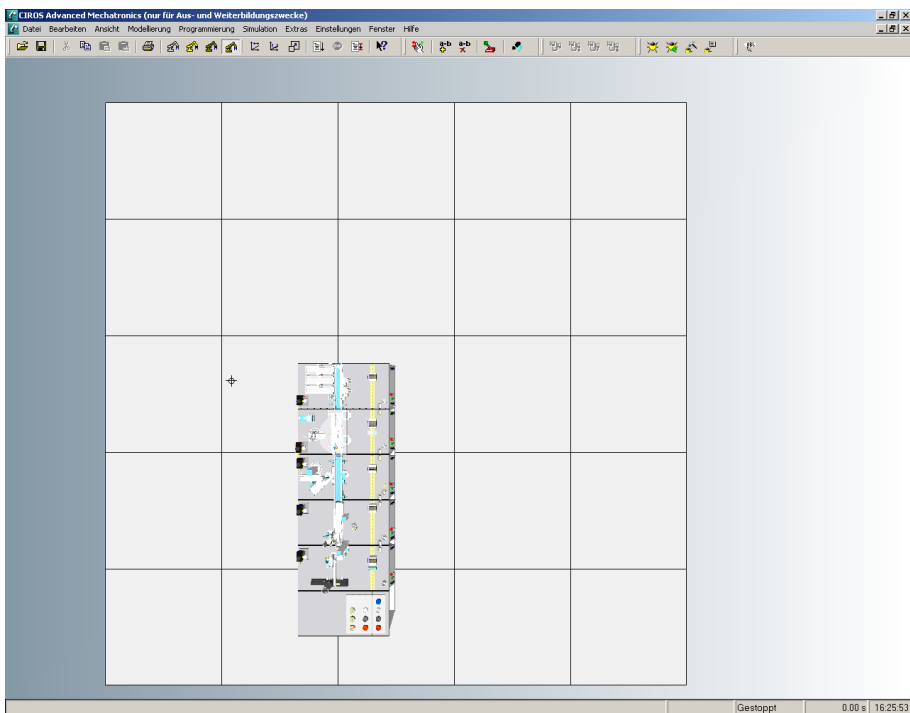 CIROS Advanced Mechatronics (nur für Aus- und Weiterbildungszwecke)
Datei Bearbeiten Ansicht Modellierung Programmierung Simulation Extras Einstellungen Fenster Hilfe
a-b a-b
Gestoppt 0.00 s 16:25:53